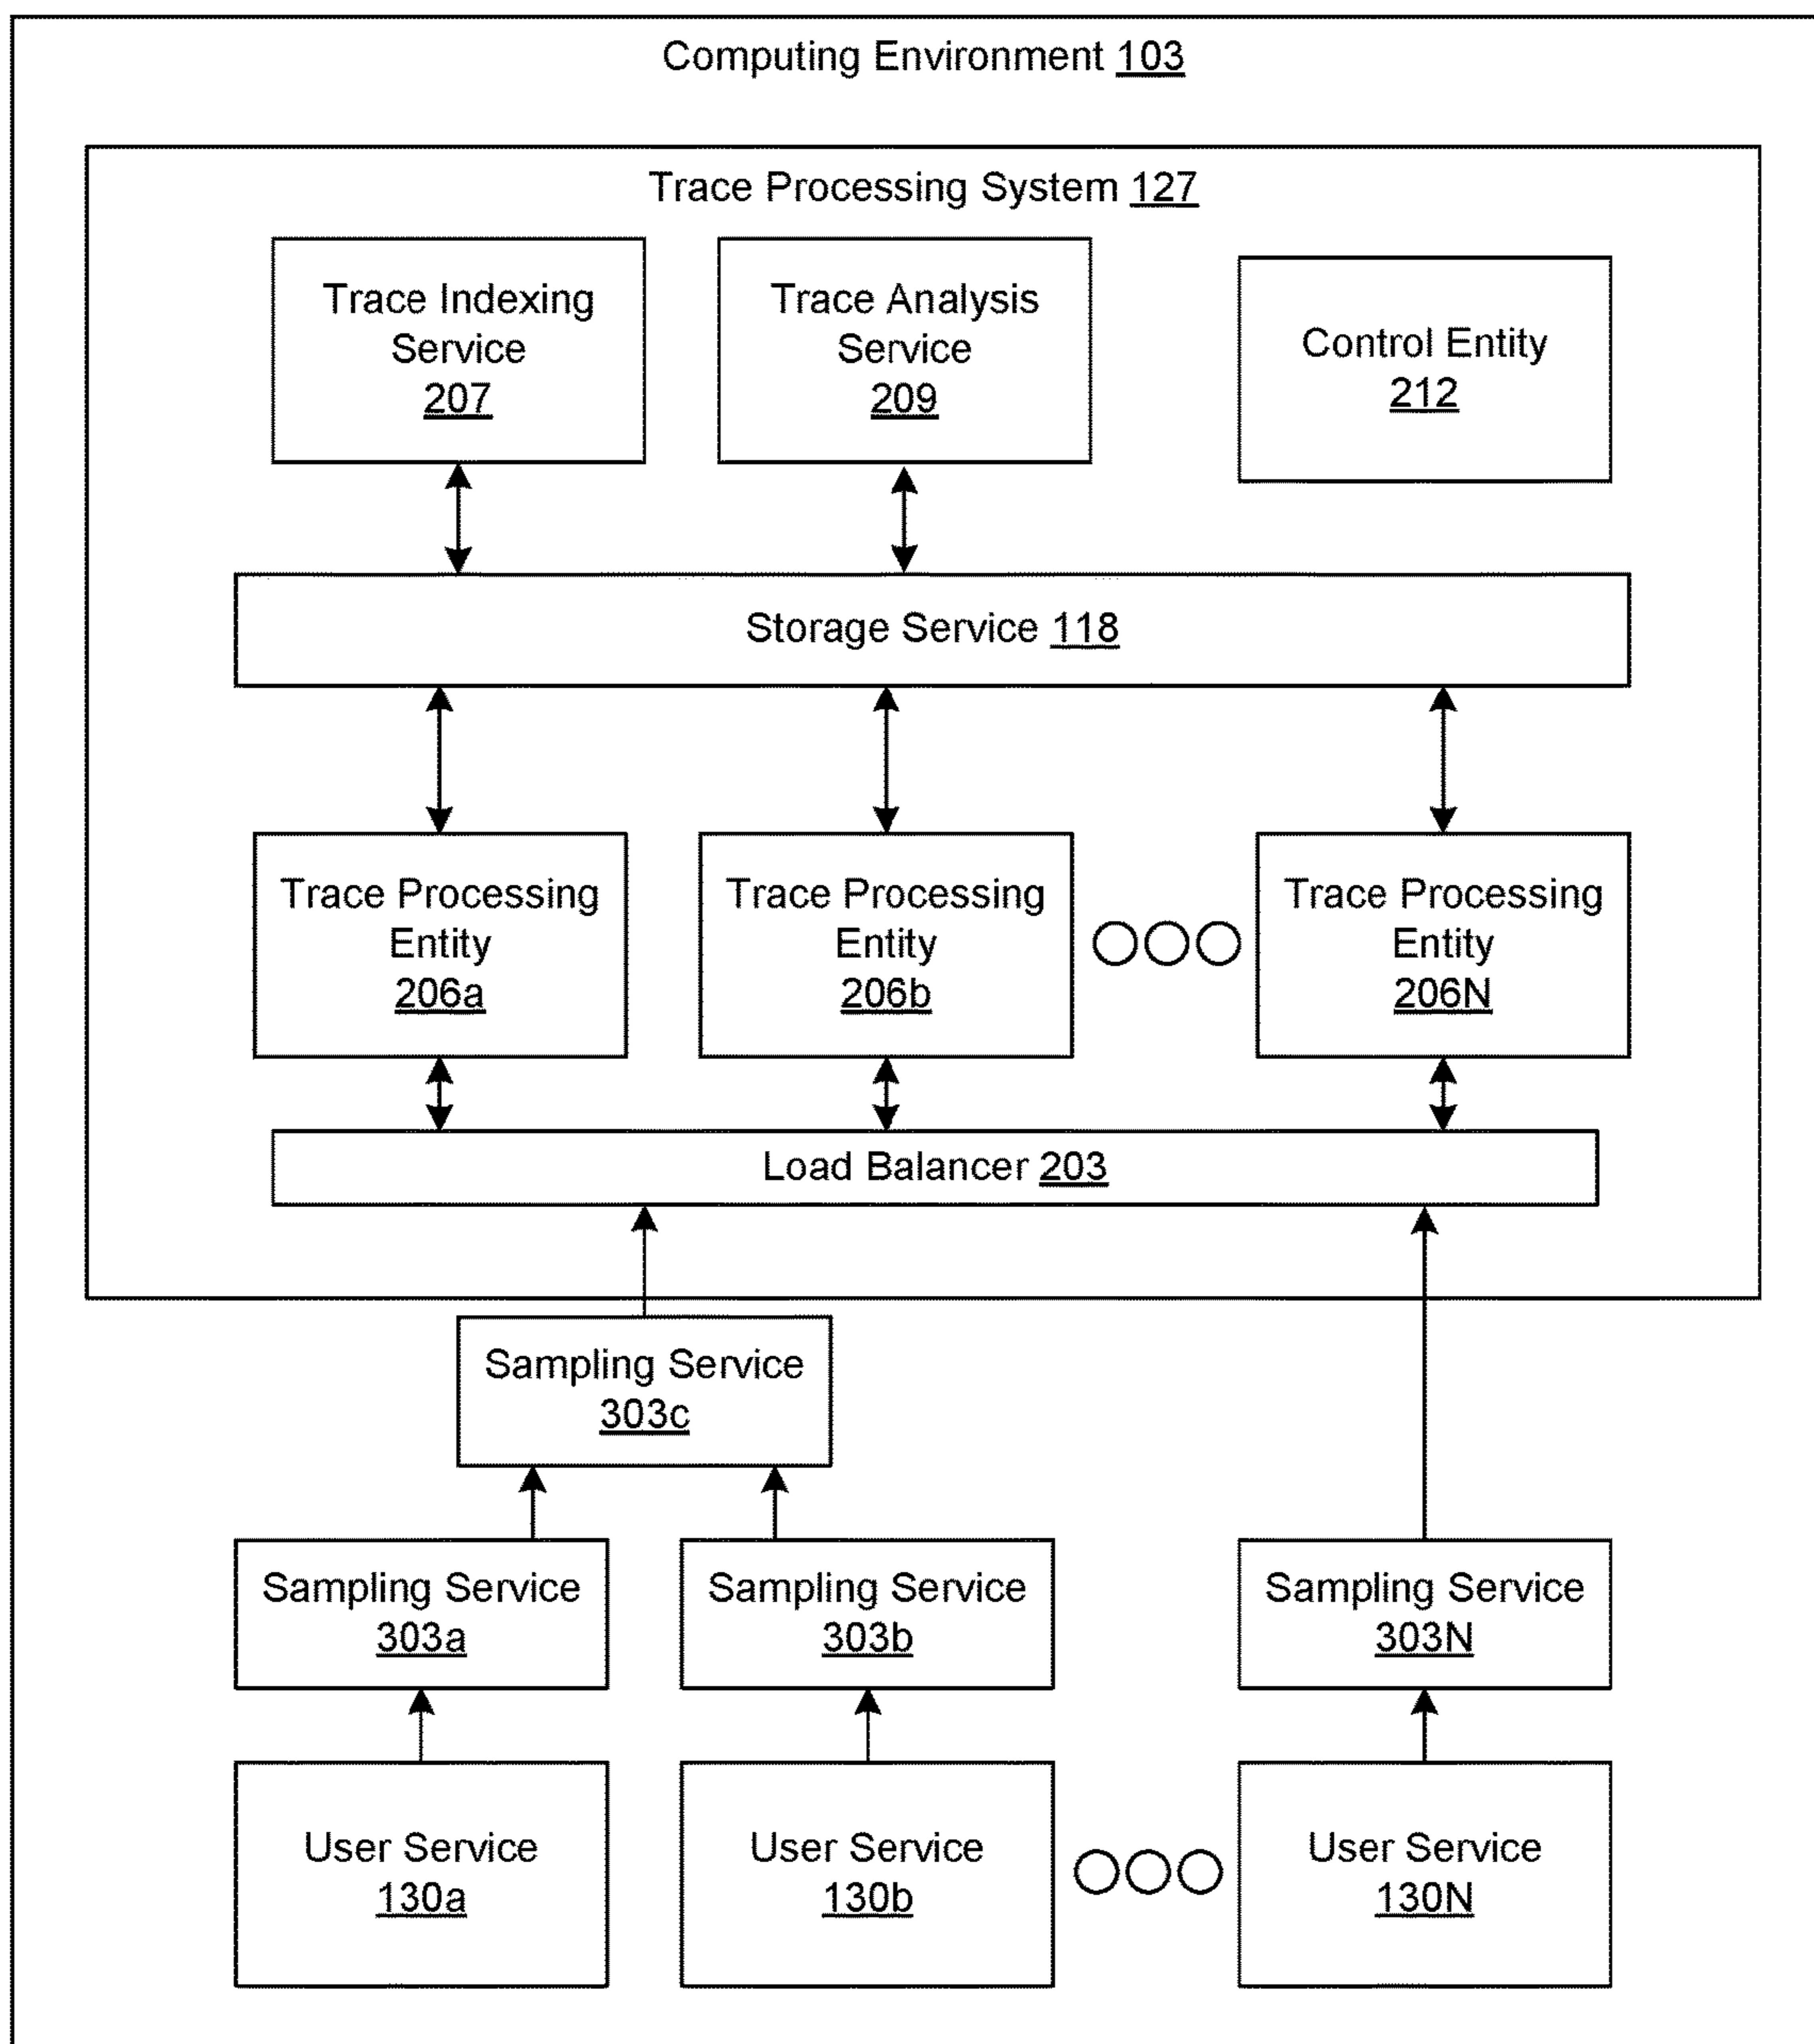 Computing Environment 103
Trace Processing System 127
Trace Indexing
Service
207
Trace Analysis
Service
209
Control Entity
212
Storage Service 118
Trace Processing
Entity
206a
Trace Processing
Entity
206b
Trace Processing
Entity
206N
Load Balancer 203
Sampling Service
303c
Sampling Service
303a
Sampling Service
303b
Sampling Service
303N
User Service
130a
User Service
130b
User Service
130N